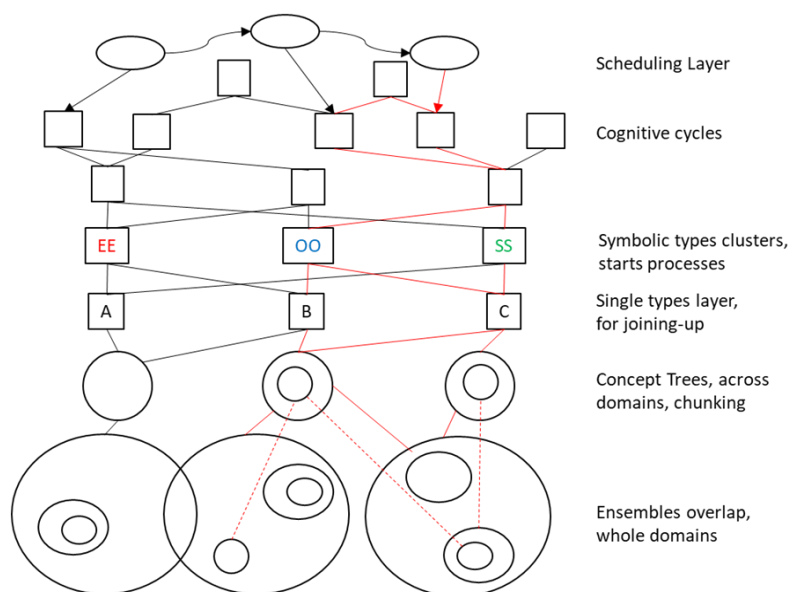 Scheduling Layer
Cognitive cycles
EE
OO
SS
Symbolic types clusters,
starts processes
A
B
C
Single types layer,
for joining-up
Concept Trees, across
domains, chunking
Ensembles overlap,
whole domains